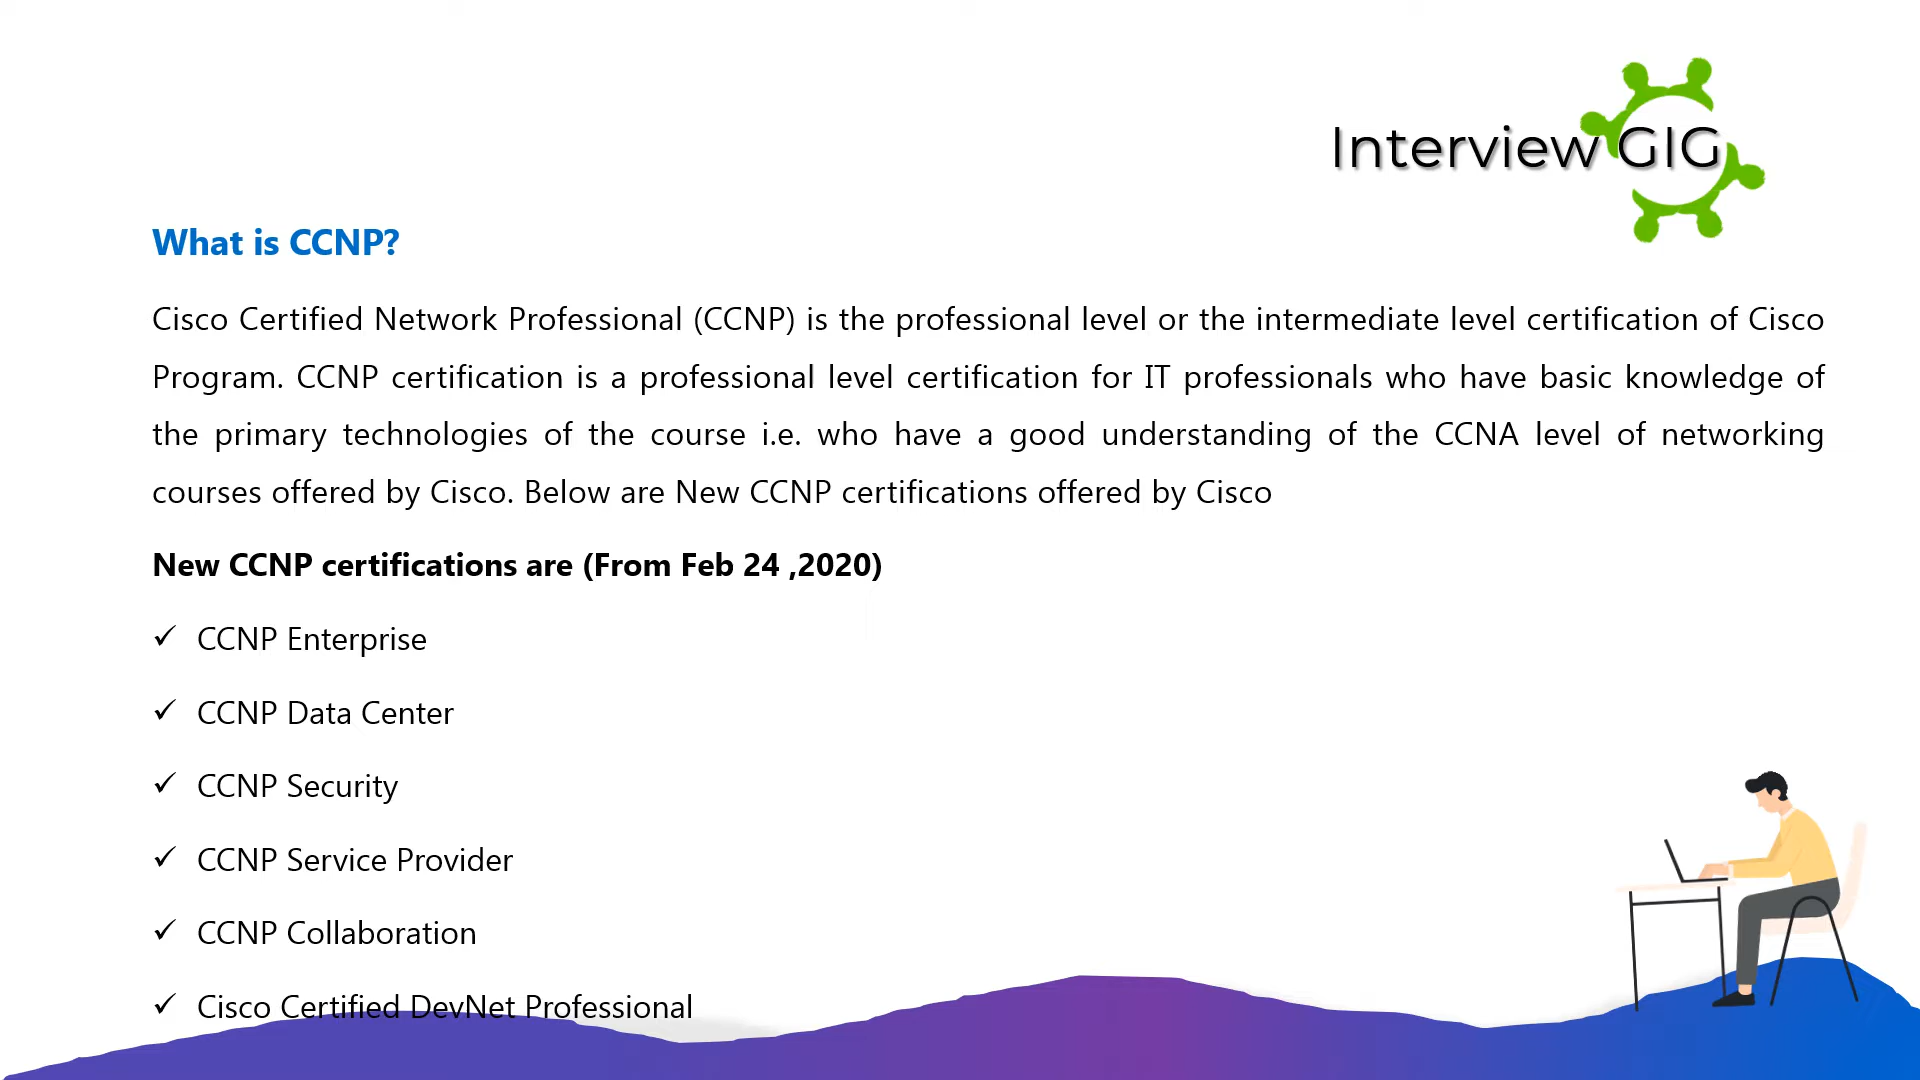 Interview GIG
What is CCNP?
Cisco Certified Network Professional (CCNP) is the professional level or the intermediate level certification of Cisco
Program. CCNP certification is a professional level certification for IT professionals who have basic knowledge of
the primary technologies of the course i.e. who have a good understanding of the CCNA level of networking
courses offered by Cisco. Below are New CCNP certifications offered by Cisco
New CCNP certifications are (From Feb 24 ,2020)
✓ CCNP Enterprise
✓ CCNP Data Center
✓ CCNP Security
✓ CCNP Service Provider
✓ CCNP Collaboration
✓ Cisco Certified DevNet Professional